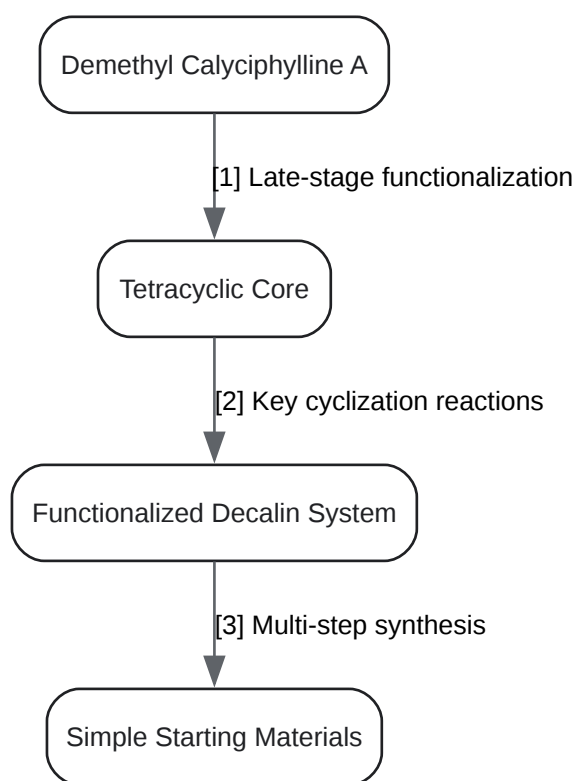 Demethyl Calyciphylline A
[1] Late-stage functionalization
Tetracyclic Core
[2] Key cyclization reactions
Functionalized Decalin System
[3] Multi-step synthesis
Simple Starting Materials